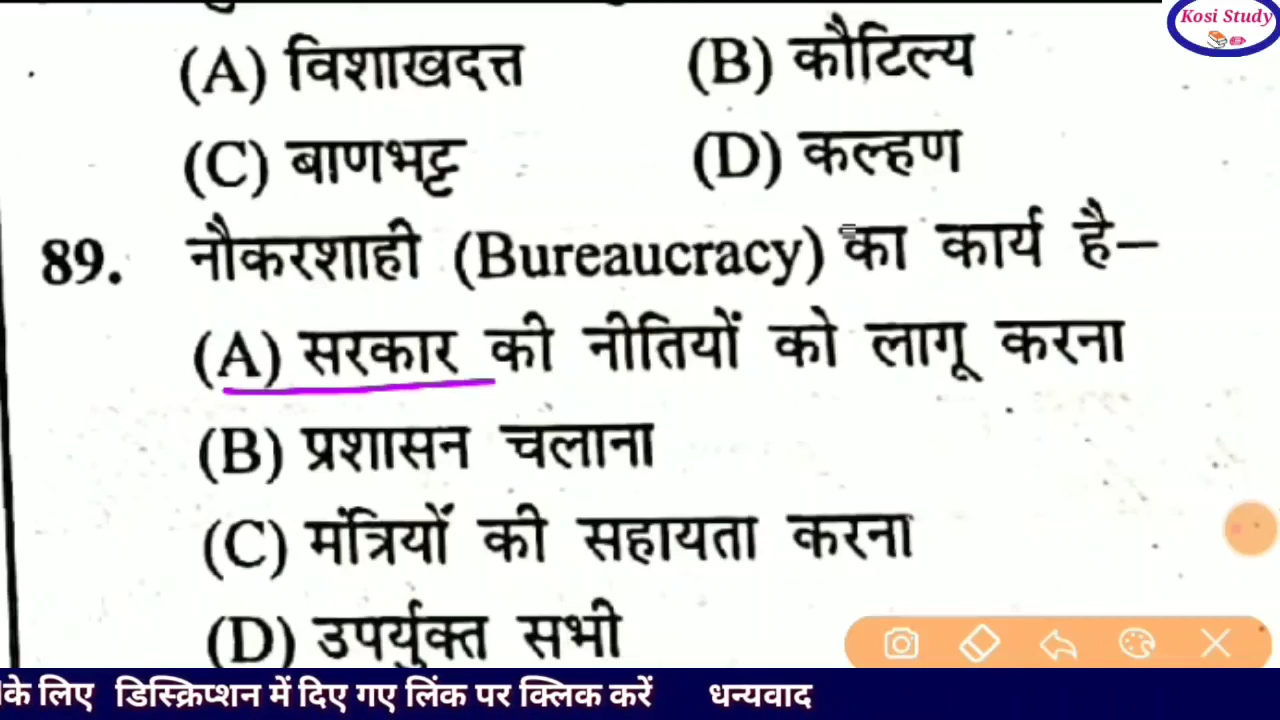 Kosi Study
(A) विशाखदत्त (B) कौटिल्य
(C) बाणभट्ट (D) कल्हण
89. नौकरशाही (Bureaucracy) का कार्य है–
(A) सरकार की नीतियों को लागू करना
(B) प्रशासन चलाना
(C) मंत्रियों की सहायता करना
(D) उपर्युक्त सभी
के लिए डिस्क्रिप्शन में दिए गए लिंक पर क्लिक करें धन्यवाद